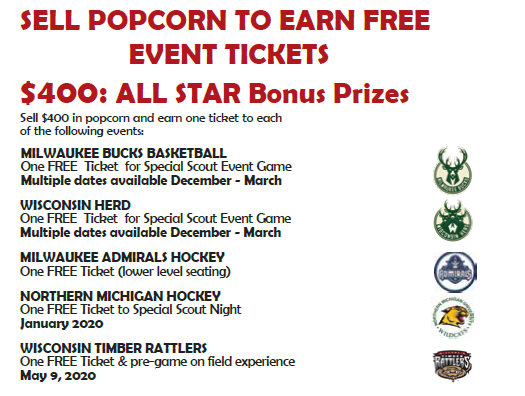 SELL POPCORN TO EARN FREE
EVENT TICKETS
$400: ALL STAR Bonus Prizes
Sell $400 in popcorn and earn one ticket to each
of the following events:
MILWAUKEE BUCKS BASKETBALL
One FREE Ticket for Special Scout Event Game
Multiple dates available December - March
WISCONSIN HERD
One FREE Ticket for Special Scout Event Game
Multiple dates available December - March
MILWAUKEE ADMIRALS HOCKEY
One FREE Ticket (lower level seating)
ADMIRALS
NORTHERN MICHIGAN HOCKEY
One FREE Ticket to Special Scout Night
January 2020
NORTHERN MICHIGAN UNIVERSITY
WILDCATS
WISCONSIN TIMBER RATTLERS
One FREE Ticket & pre-game on field experience
May 9, 2020
RATTLERS